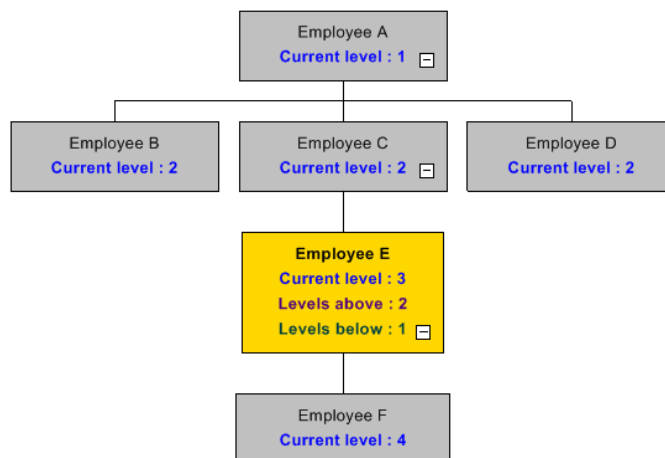 Employee A
Current level : 1
Employee B
Current level : 2
Employee C
Current level : 2
Employee D
Current level : 2
Employee E
Current level : 3
Levels above : 2
Levels below : 1
Employee F
Current level : 4